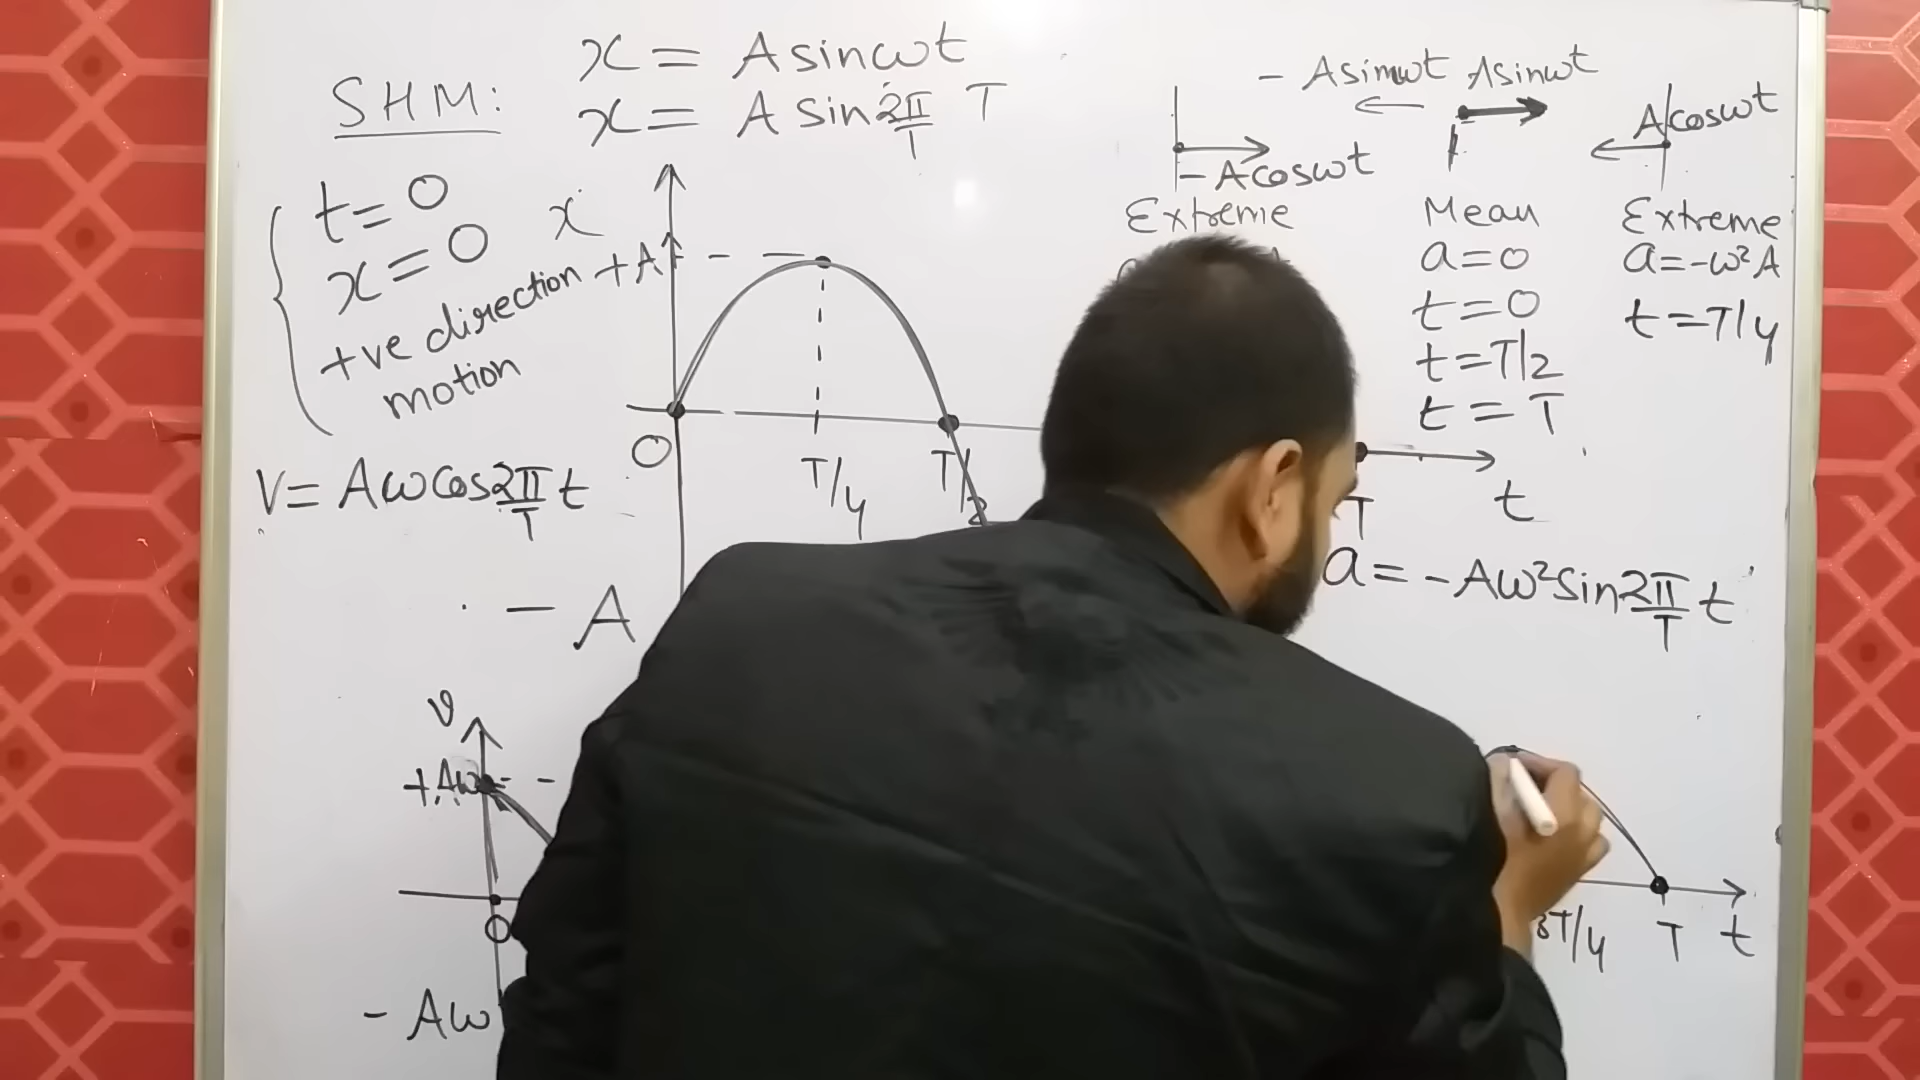 SHM:
x = A sinωt
x = A sin 2π/T T
t = 0
x = 0
+ve direction
motion
x
+A
O
T/4
T/2
- A
T
t
V = Aω Cos 2π/T t
- Asinωt
Asinωt
- Acosωt
Acosωt
Extreme
Mean
a = 0
t = 0
t = T/2
t = T
Extreme
a = -ω²A
t = T/4
a = -Aω² Sin 2π/T t
v
+Aω
O
- Aω
3T/4
T
t